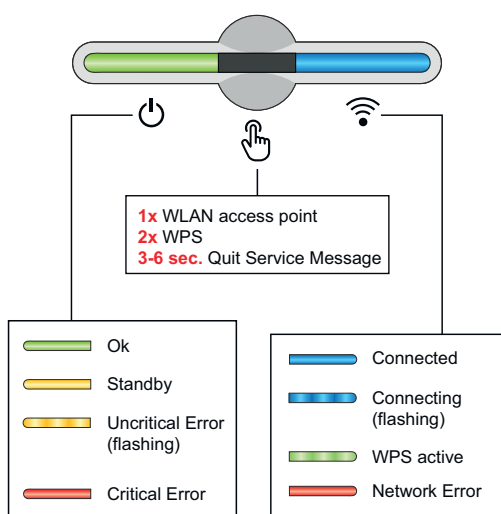 1x WLAN access point
2x WPS
3-6 sec. Quit Service Message
Ok
Standby
Uncritical Error
(flashing)
Critical Error
Connected
Connecting
(flashing)
WPS active
Network Error